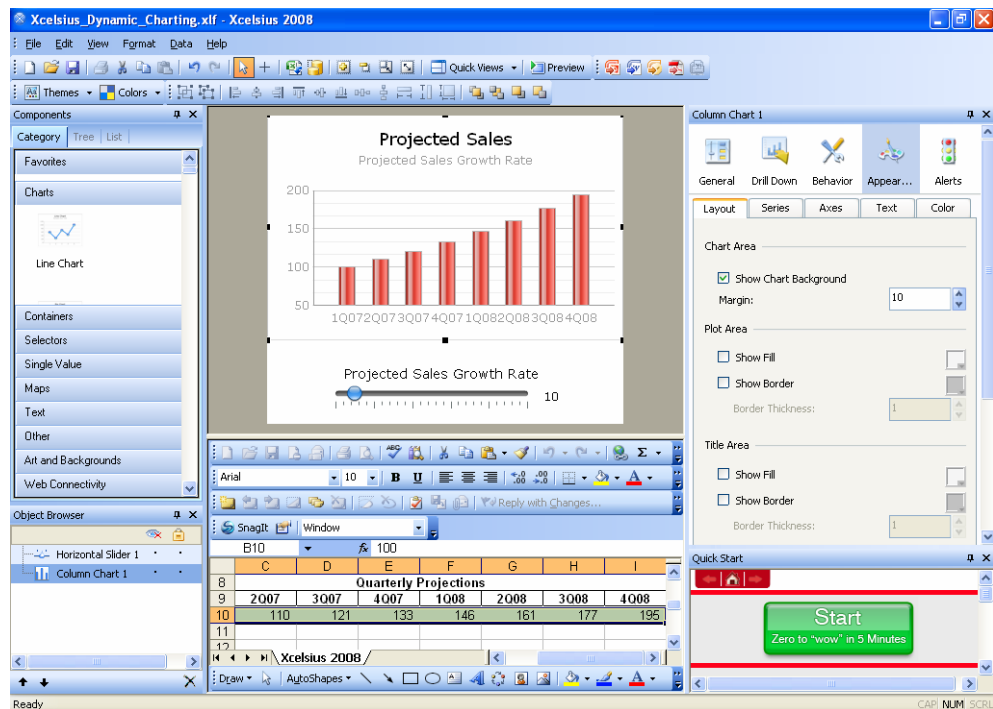 Xcelsius_Dynamic_Charting.xlf - Xcelsius 2008
File Edit View Format Data Help
Quick Views Preview
Themes Colors
Components
Category Tree List
Favorites
Charts
Line Chart
Containers
Selectors
Single Value
Maps
Text
Other
Art and Backgrounds
Web Connectivity
Object Browser
Horizontal Slider 1
Column Chart 1
Projected Sales
Projected Sales Growth Rate
200
150
100
50
1Q07 2Q07 3Q07 4Q07 1Q08 2Q08 3Q08 4Q08
Projected Sales Growth Rate
10
Arial 10 B U
Reply with Changes...
SnagIt Window
B10 fx 100
C D E F G H I
8 Quarterly Projections
9 2Q07 3Q07 4Q07 1Q08 2Q08 3Q08 4Q08
10 110 121 133 146 161 177 195
11
12
Xcelsius 2008
Draw AutoShapes
Column Chart 1
General Drill Down Behavior Appear... Alerts
Layout Series Axes Text Color
Chart Area
Show Chart Background
Margin: 10
Plot Area
Show Fill
Show Border
Border Thickness: 1
Title Area
Show Fill
Show Border
Border Thickness: 1
Quick Start
Start
Zero to "wow" in 5 Minutes
Ready
CAP NUM SCRL